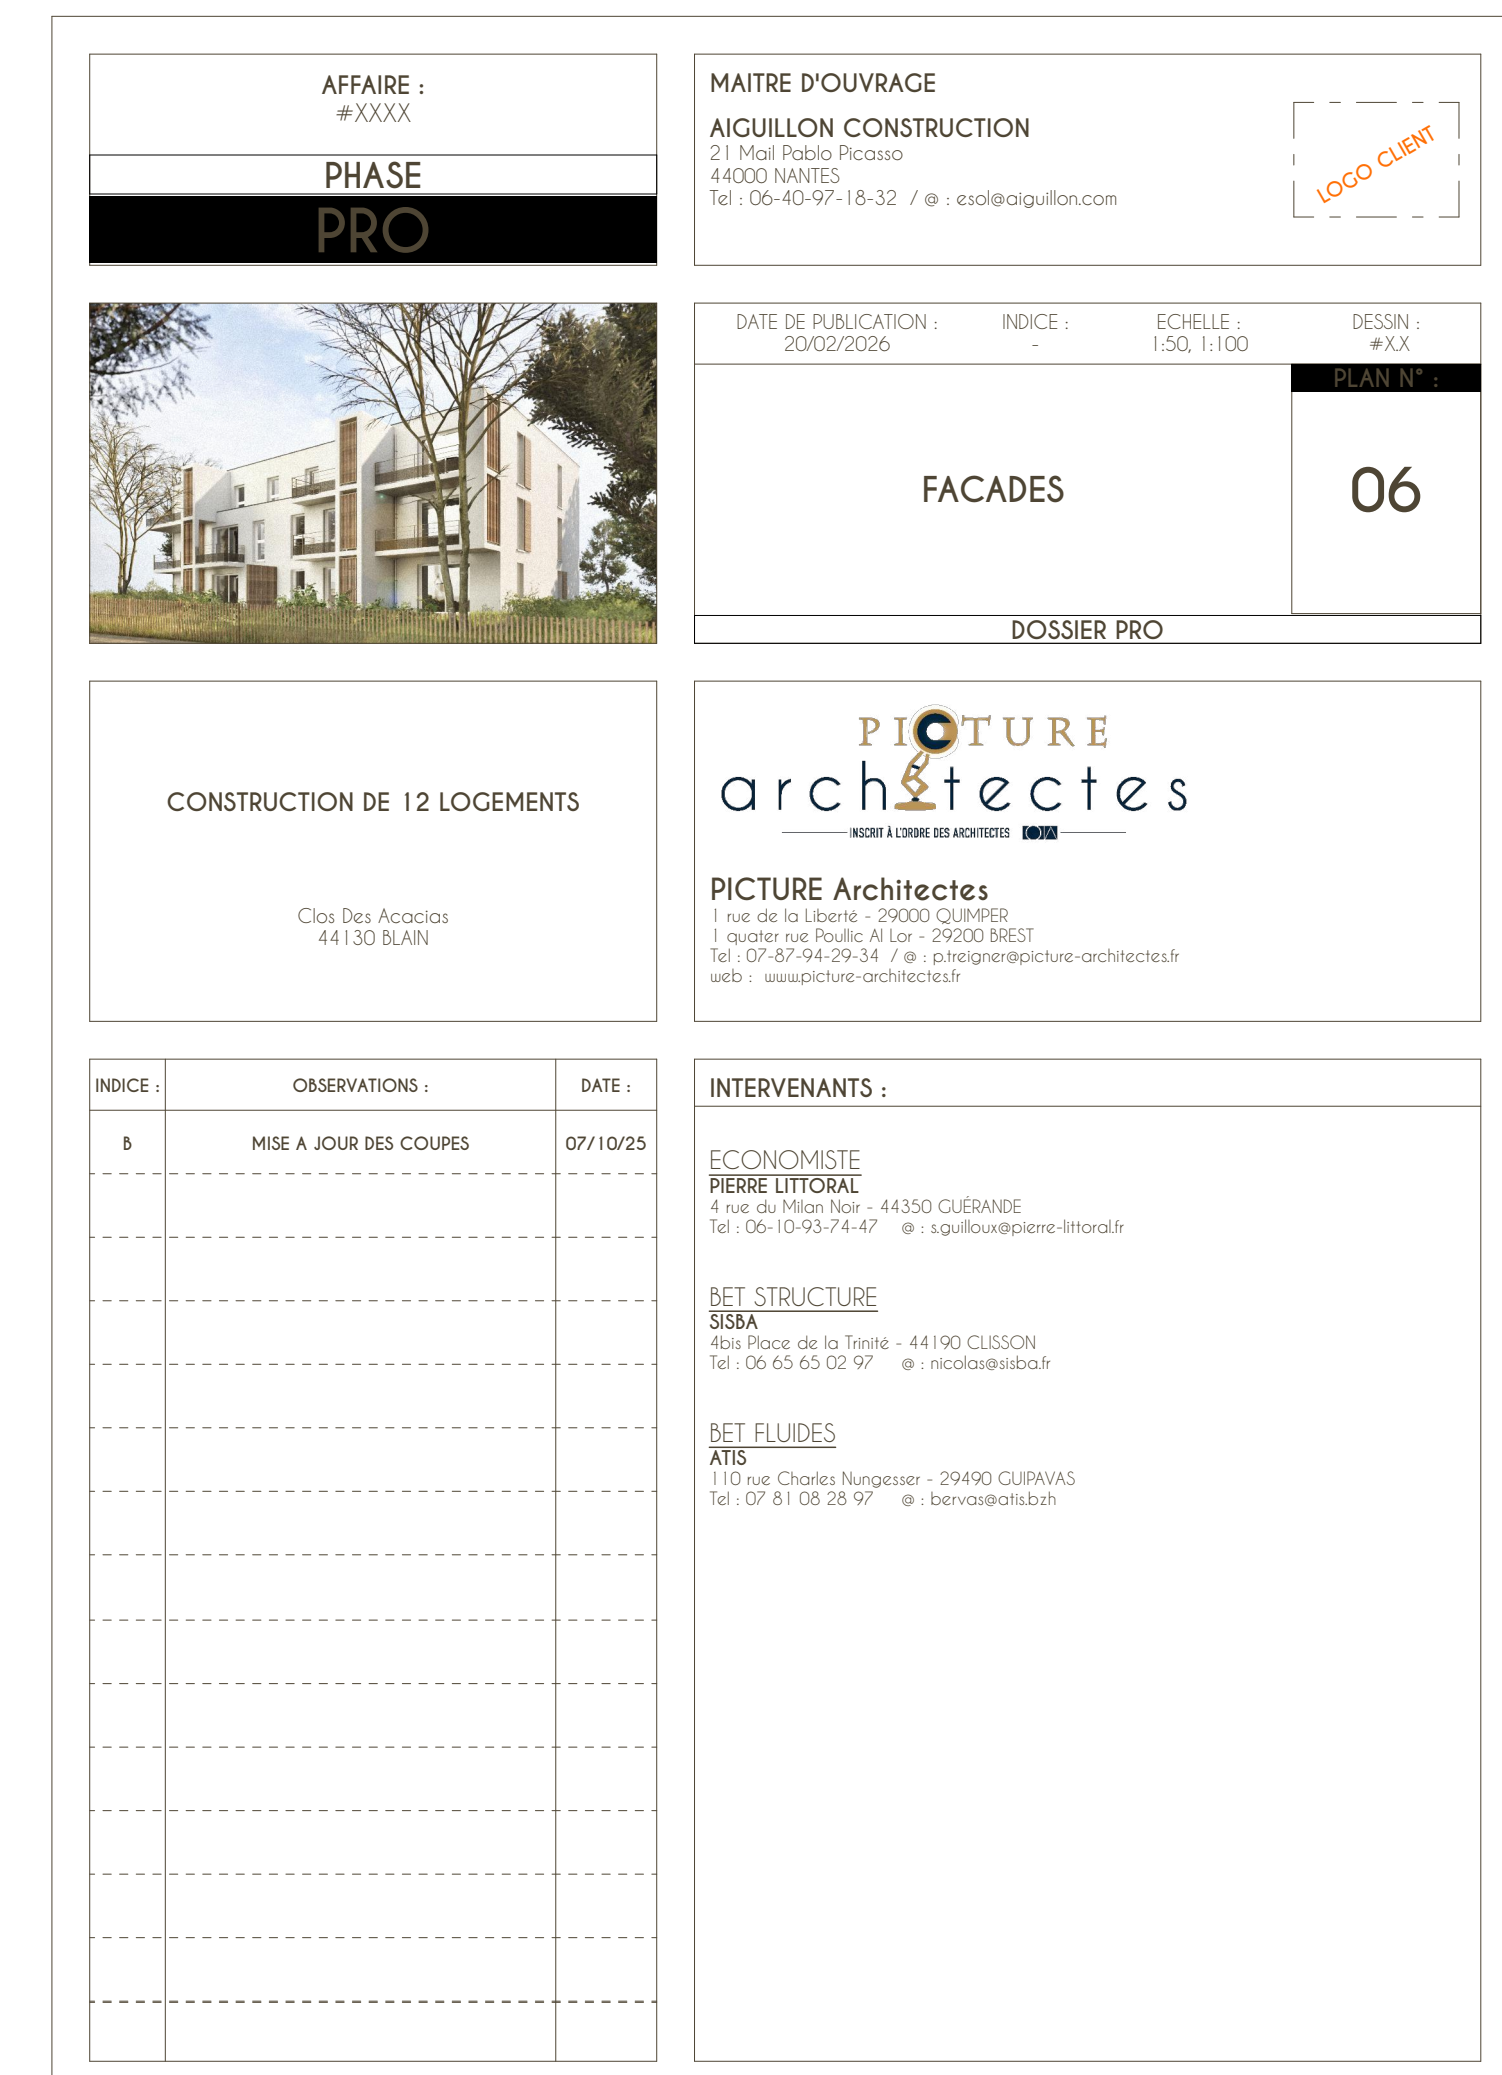 AFFAIRE :
#XXXX
PHASE
PRO
MAITRE D'OUVRAGE
AIGUILLON CONSTRUCTION
21 Mail Pablo Picasso
44000 NANTES
Tel : 06-40-97-18-32 / @ : esol@aiguillon.com
LOGO CLIENT
DATE DE PUBLICATION :
20/02/2026
INDICE :
-
ECHELLE :
1:50, 1:100
DESSIN :
#X.X
PLAN N° :
FACADES
06
DOSSIER PRO
CONSTRUCTION DE 12 LOGEMENTS
Clos Des Acacias
44130 BLAIN
PICTURE
architectes
INSCRIT À L'ORDRE DES ARCHITECTES
PICTURE Architectes
1 rue de la Liberté - 29000 QUIMPER
1 quater rue Poullic Al Lor - 29200 BREST
Tel : 07-87-94-29-34 / @ : p.treigner@picture-architectes.fr
web : www.picture-architectes.fr
INDICE : OBSERVATIONS : DATE :
B MISE A JOUR DES COUPES 07/10/25
INTERVENANTS :
ECONOMISTE
PIERRE LITTORAL
4 rue du Milan Noir - 44350 GUÉRANDE
Tel : 06-10-93-74-47 @ : s.guilloux@pierre-littoral.fr
BET STRUCTURE
SISBA
4bis Place de la Trinité - 44190 CLISSON
Tel : 06 65 65 02 97 @ : nicolas@sisba.fr
BET FLUIDES
ATIS
110 rue Charles Nungesser - 29490 GUIPAVAS
Tel : 07 81 08 28 97 @ : bervas@atis.bzh